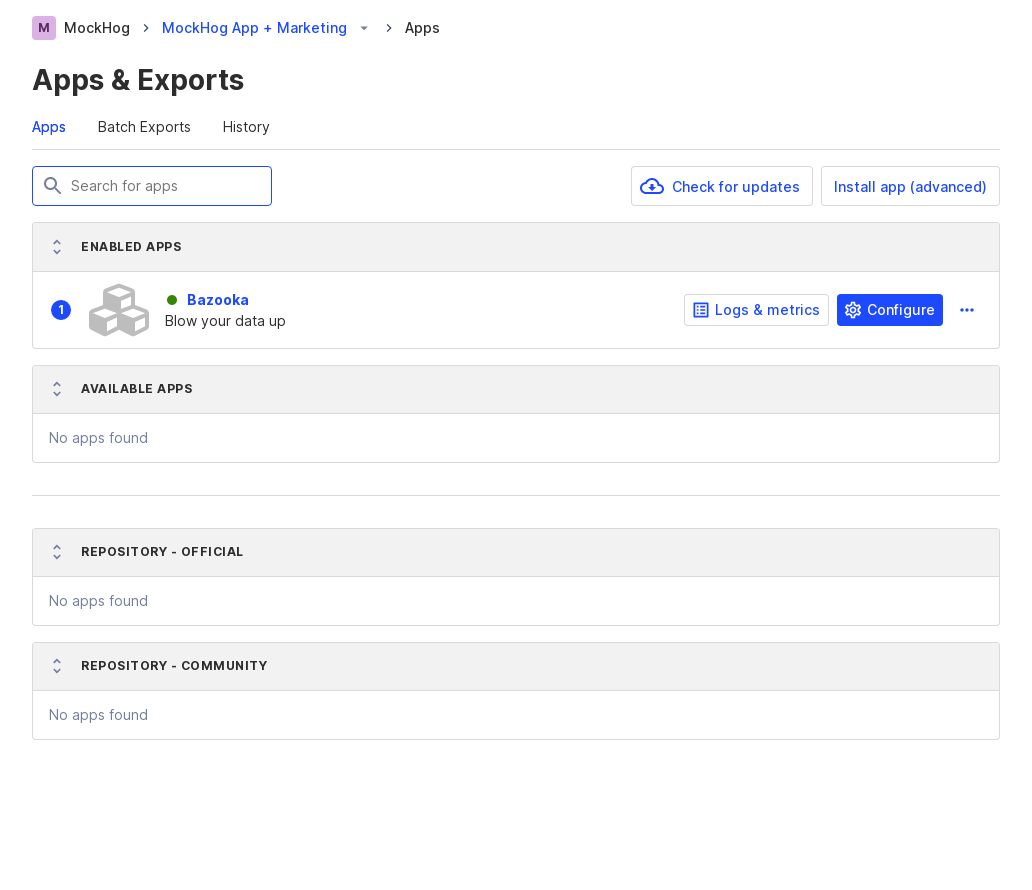 M MockHog MockHog App + Marketing Apps
Apps & Exports
Apps Batch Exports History
Search for apps Check for updates Install app (advanced)
ENABLED APPS
1 Bazooka
Blow your data up
Logs & metrics Configure
AVAILABLE APPS
No apps found
REPOSITORY - OFFICIAL
No apps found
REPOSITORY - COMMUNITY
No apps found